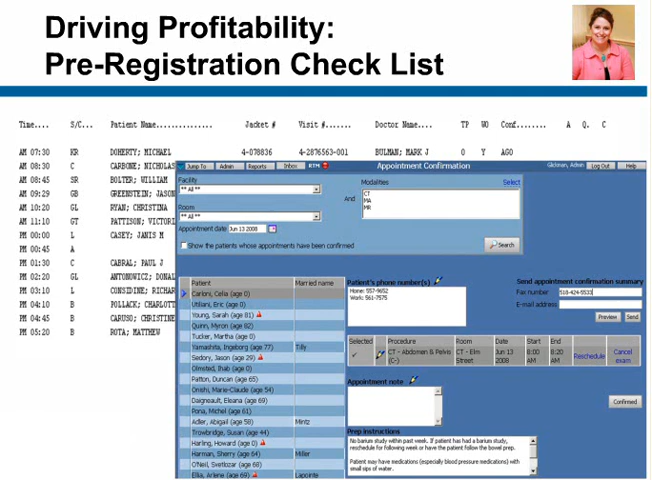 Driving Profitability:
Pre-Registration Check List
Time.... S/C... Patient Name............... Jacket # Visit #....... Doctor Name.... TP WO Conf........ A Q. C
AM 07:30 KR DOHERTY; MICHAEL 4-078836 4-2876563-001 BULMAN; MARK J 0 Y AGO
AM 08:30 C CARBONE; NICHOLAS
AM 08:45 SR BOLTER; WILLIAM
AM 09:29 GB GREENSTEIN; JASON
AM 10:20 GL RYAN; CHRISTINA
AM 11:10 GT PATTISON; VICTORI
PM 00:00 L CASEY; JANIS M
PM 00:45 A
PM 01:30 C CABRAL; PAUL J
PM 02:20 GL ANTONOWICZ; DONAL
PM 03:10 L CONSIDINE; RICHAR
PM 04:10 B POLLACK; CHARLOTT
PM 04:45 B CARUSO; CHRISTINE
PM 05:20 B ROTA; MATTHEW
Jump To Admin Reports Inbox RTM Appointment Confirmation Glickman, Admin Log Out Help
Facility
** All **
Room
** All **
And
Modalities Select
CT
MA
MR
Appointment date Jun 13 2008
Show the patients whose appointments have been confirmed
Search
Patient Married name
Carloni, Celia (age 0)
Utiliani, Eric (age 0)
Young, Sarah (age 81)
Quinn, Myron (age 82)
Tucker, Martha (age 0)
Yamashita, Ingeborg (age 77) Tilly
Sedory, Jason (age 29)
Olmsted, Ihab (age 0)
Patton, Duncan (age 65)
Onishi, Marie-Claude (age 54)
Daigneault, Eleana (age 69)
Pona, Michel (age 61)
Adler, Abigail (age 58) Mintz
Trowbridge, Susan (age 44)
Harling, Howard (age 0)
Harman, Sherry (age 64) Miller
O'Neil, Svetlozar (age 68)
Ellia, Arlene (age 69) Lapointe
Patient's phone number(s)
Home: 557-9652
Work: 561-7575
Send appointment confirmation summary
Fax number 518-424-5533
E-mail address
Preview Send
Selected Procedure Room Date Start End
CT - Abdomen & Pelvis (C-) CT - Elm Street Jun 13 2008 8:00 AM 8:20 AM Reschedule Cancel exam
Appointment note
Confirmed
Prep instructions
No barium study within past week. If patient has had a barium study,
reschedule for following week or have the patient follow the bowel prep.
Patient may have medications (especially blood pressure medications) with
small sips of water.